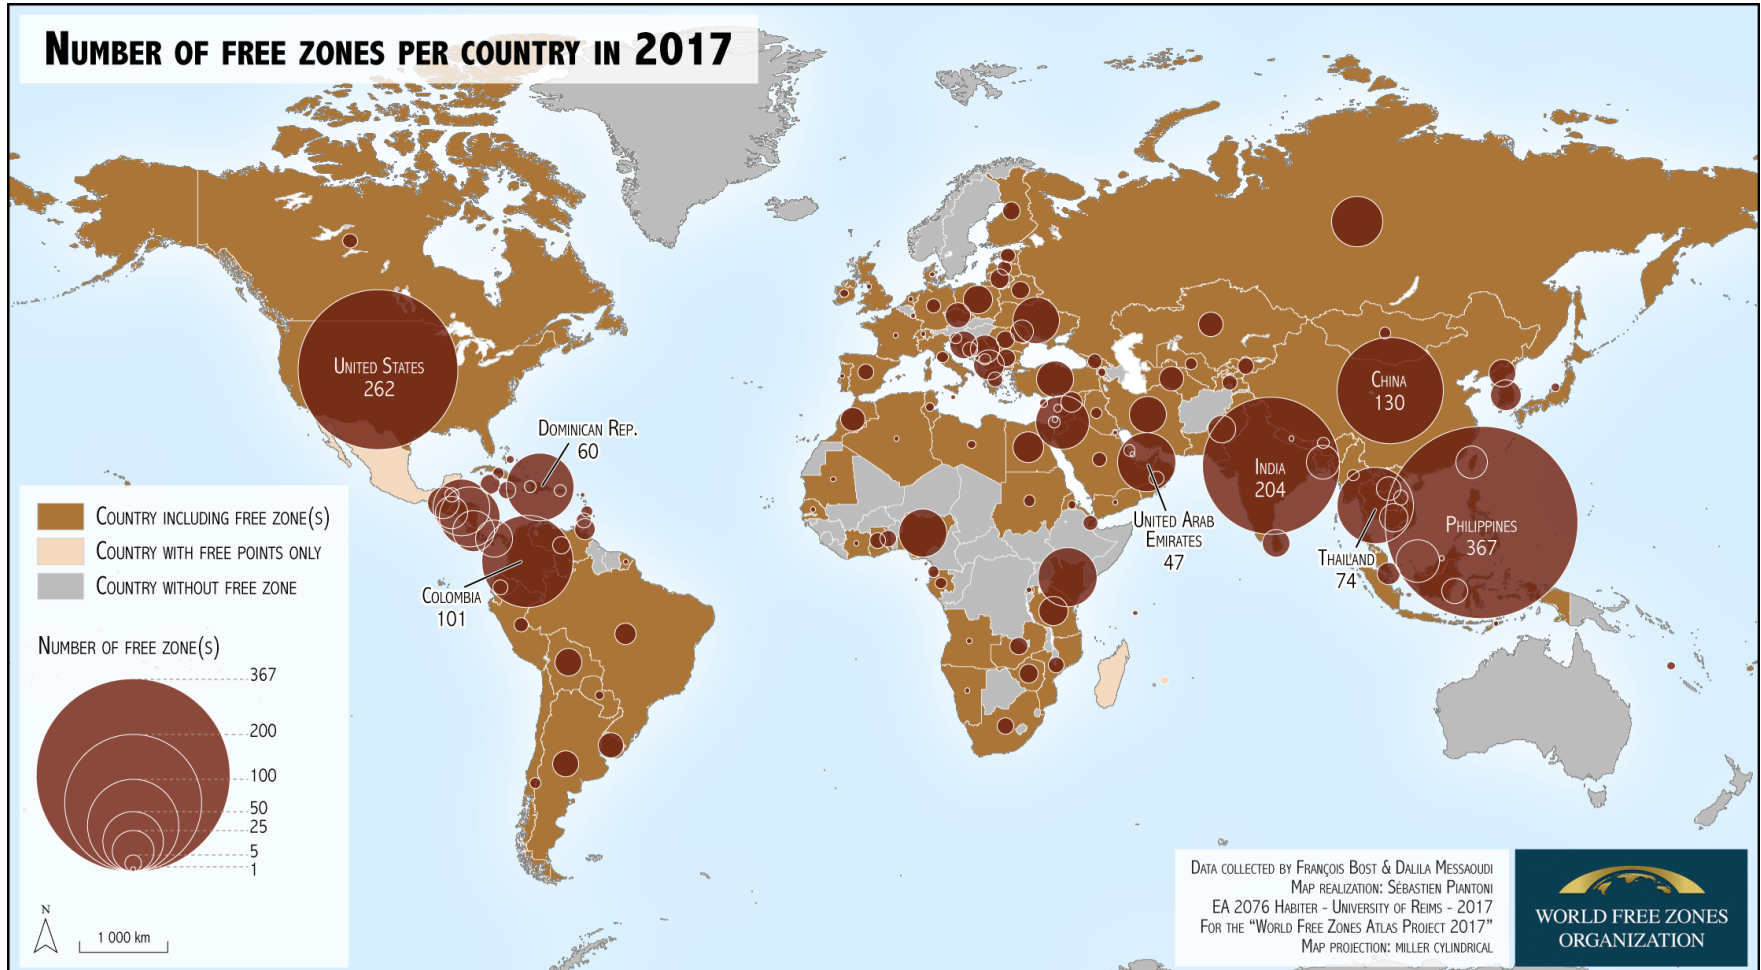 Number of free zones per country in 2017
United States
262
Dominican Rep.
60
Colombia
101
United Arab
Emirates
47
India
204
China
130
Thailand
74
Philippines
367
Country including free zone(s)
Country with free points only
Country without free zone
Number of free zone(s)
367
200
100
50
25
5
1
N
1 000 km
Data collected by François Bost & Dalila Messaoudi
Map realization: Sébastien Piantoni
EA 2076 Habiter - University of Reims - 2017
For the "World Free Zones Atlas Project 2017"
Map projection: miller cylindrical
WORLD FREE ZONES
ORGANIZATION